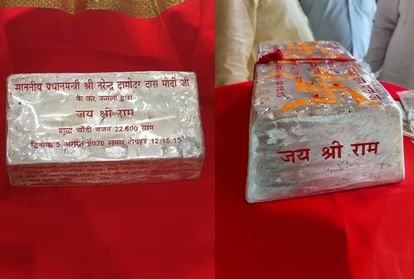 माननीय प्रधानमन्त्री श्री नरेन्द्र दामोदर दास मोदी जी
के कर कमलों द्वारा
जय श्री राम
शुद्ध चाँदी वजन 22.600 ग्राम
दिनांक 5 अगस्त 2020 समय दोपहर 12:15:15
जय श्री राम